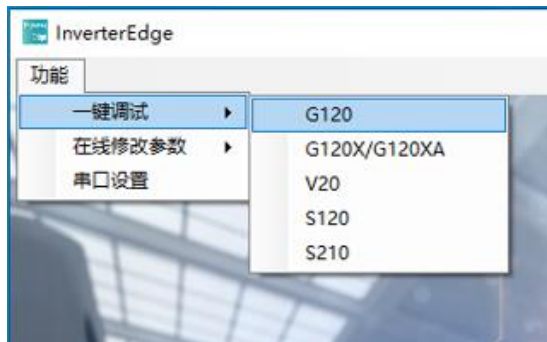 InverterEdge
功能
一键调试
G120
在线修改参数
G120X/G120XA
串口设置
V20
S120
S210